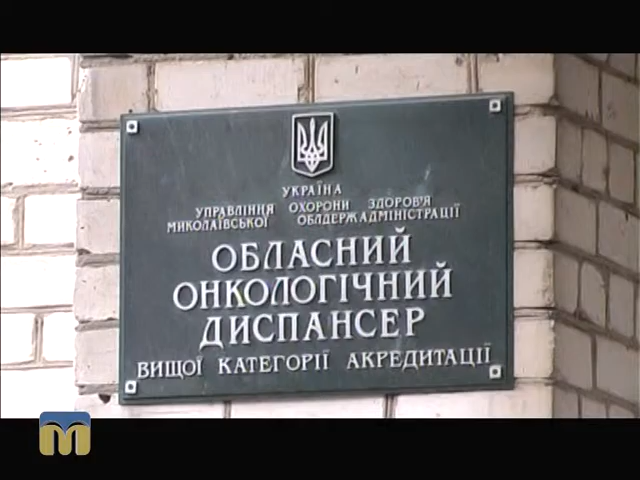 УКРАЇНА
УПРАВЛІННЯ ОХОРОНИ ЗДОРОВ'Я
МИКОЛАЇВСЬКОЇ ОБЛДЕРЖАДМІНІСТРАЦІЇ
ОБЛАСНИЙ
ОНКОЛОГІЧНИЙ
ДИСПАНСЕР
ВИЩОЇ КАТЕГОРІЇ АКРЕДИТАЦІЇ
М